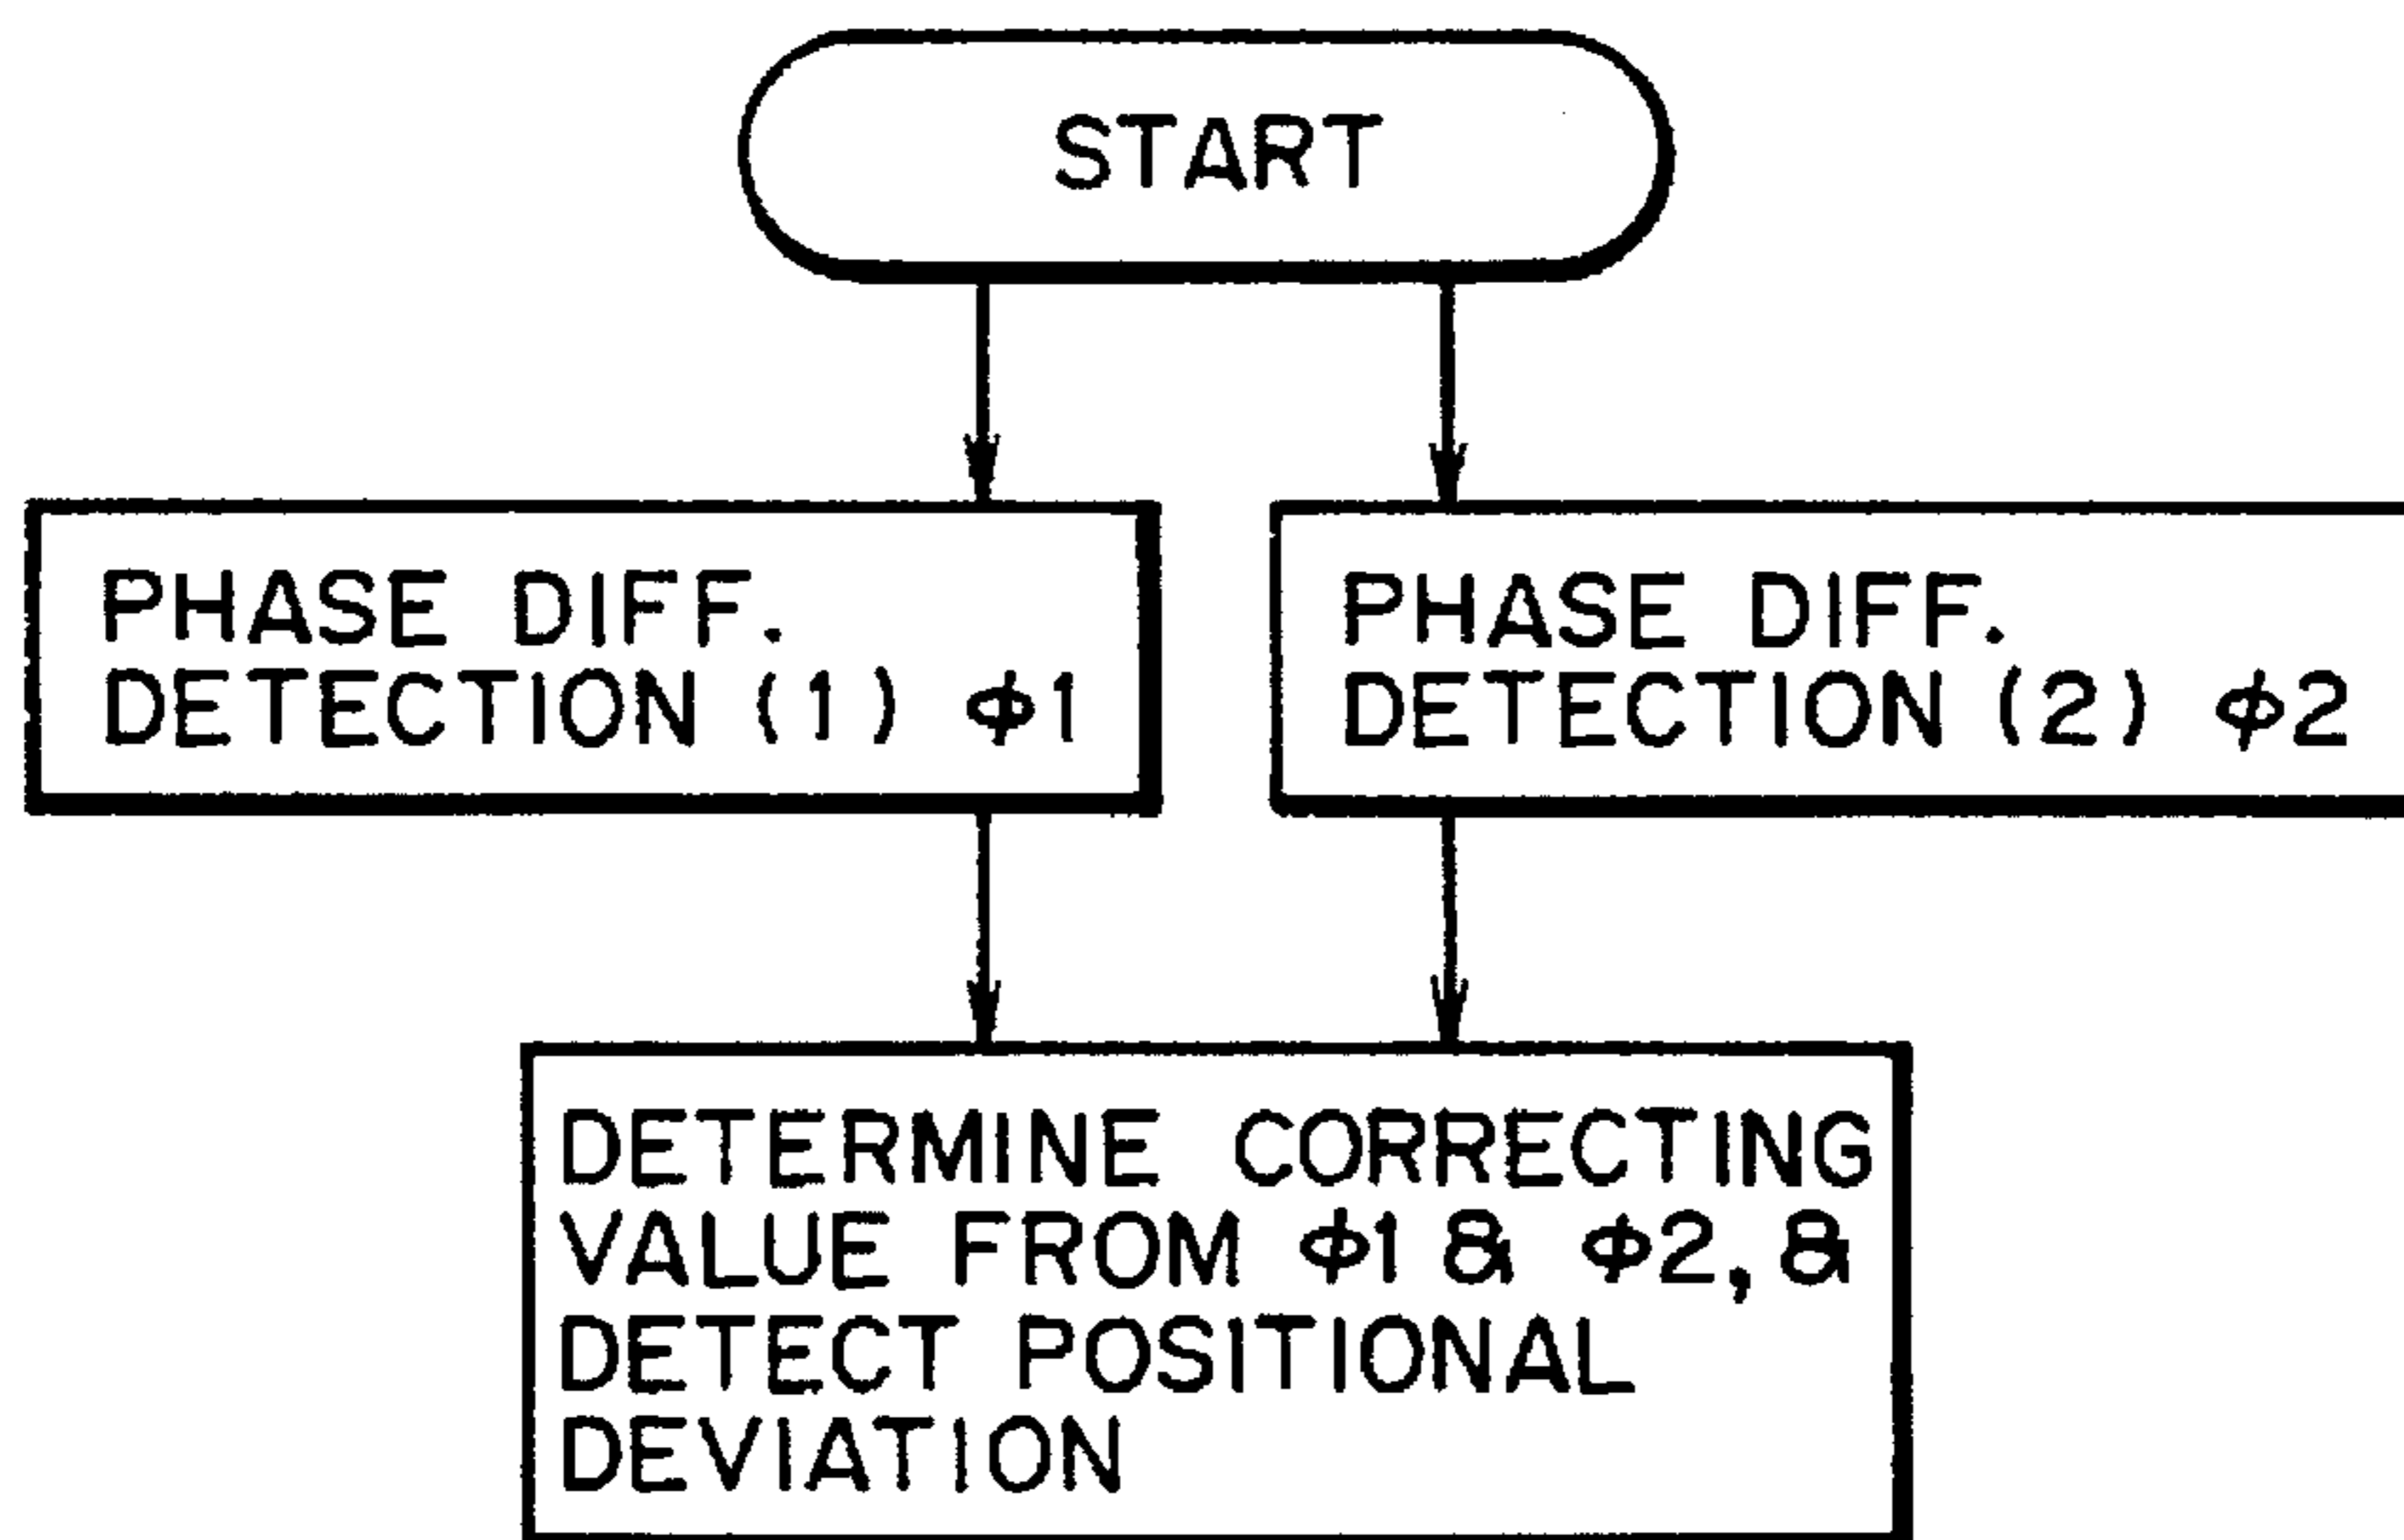 START
PHASE DIFF.
DETECTION (1) φ1
PHASE DIFF.
DETECTION (2) φ2
DETERMINE CORRECTING
VALUE FROM φ1 & φ2, &
DETECT POSITIONAL
DEVIATION